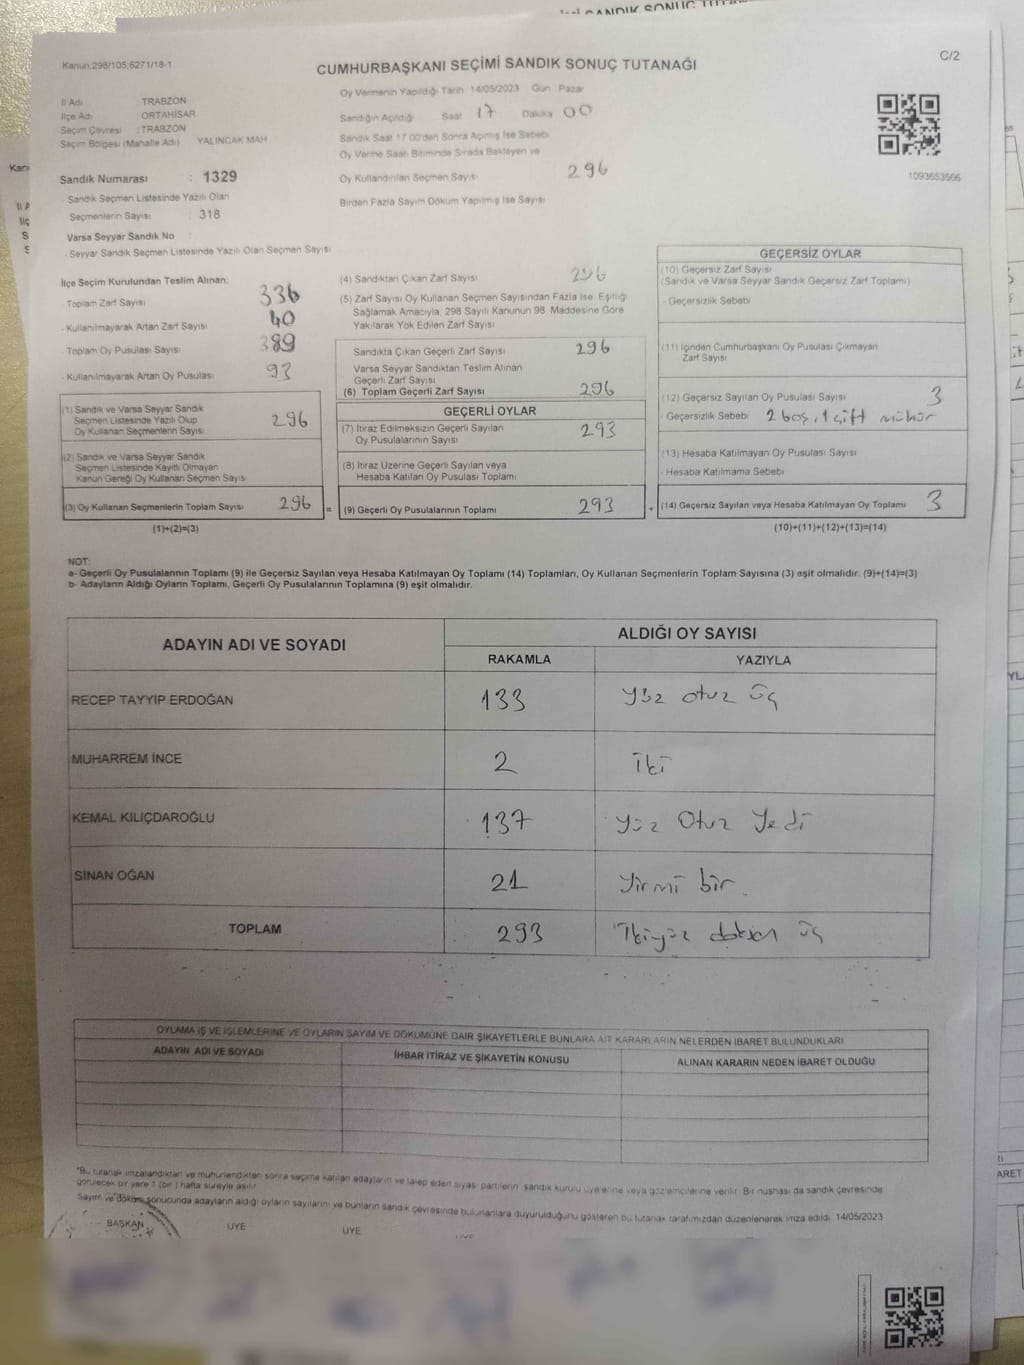 Kanun.298/105,6271/18-1
C/2
CUMHURBAŞKANI SEÇİMİ SANDIK SONUÇ TUTANAĞI
İl Adı TRABZON
İlçe Adı ORTAHİSAR
Seçim Çevresi : TRABZON
Seçim Bölgesi (Mahalle Adı) YALINCAK MAH
Oy Vermenin Yapıldığı Tarih 14/05/2023 Gün Pazar
Sandığın Açıldığı Saat 17 Dakika 00
Sandık Saat 17:00'den Sonra Açılmış İse Sebebi
Oy Verme Saati Bitiminde Sırada Bekleyen ve
Oy Kullandırılan Seçmen Sayısı 296
Birden Fazla Sayım Döküm Yapılmış İse Sayısı
1093653566
Sandık Numarası : 1329
- Sandık Seçmen Listesinde Yazılı Olan
Seçmenlerin Sayısı : 318
Varsa Seyyar Sandık No :
- Seyyar Sandık Seçmen Listesinde Yazılı Olan Seçmen Sayısı
İlçe Seçim Kurulundan Teslim Alınan;
- Toplam Zarf Sayısı 336
- Kullanılmayarak Artan Zarf Sayısı 40
- Toplam Oy Pusulası Sayısı 389
- Kullanılmayarak Artan Oy Pusulası 93
(1) Sandık ve Varsa Seyyar Sandık
Seçmen Listesinde Yazılı Olup
Oy Kullanan Seçmenlerin Sayısı 296
(2) Sandık ve Varsa Seyyar Sandık
Seçmen Listesinde Kayıtlı Olmayan
Kanun Gereği Oy Kullanan Seçmen Sayısı
(3) Oy Kullanan Seçmenlerin Toplam Sayısı 296 =
(1)+(2)=(3)
(4) Sandıktan Çıkan Zarf Sayısı 296
(5) Zarf Sayısı Oy Kullanan Seçmen Sayısından Fazla İse, Eşitliği
Sağlamak Amacıyla, 298 Sayılı Kanunun 98. Maddesine Göre
Yakılarak Yok Edilen Zarf Sayısı
Sandıkta Çıkan Geçerli Zarf Sayısı 296
Varsa Seyyar Sandıktan Teslim Alınan
Geçerli Zarf Sayısı
(6) Toplam Geçerli Zarf Sayısı 296
GEÇERLİ OYLAR
(7) İtiraz Edilmeksizin Geçerli Sayılan
Oy Pusulalarının Sayısı 293
(8) İtiraz Üzerine Geçerli Sayılan veya
Hesaba Katılan Oy Pusulası Toplamı
(9) Geçerli Oy Pusulalarının Toplamı 293 +
GEÇERSİZ OYLAR
(10) Geçersiz Zarf Sayısı
(Sandık ve Varsa Seyyar Sandık Geçersiz Zarf Toplamı)
- Geçersizlik Sebebi
(11) İçinden Cumhurbaşkanı Oy Pusulası Çıkmayan
Zarf Sayısı
(12) Geçersiz Sayılan Oy Pusulası Sayısı 3
- Geçersizlik Sebebi 2 boş, 1 çift mühür
(13) Hesaba Katılmayan Oy Pusulası Sayısı
- Hesaba Katılmama Sebebi
(14) Geçersiz Sayılan veya Hesaba Katılmayan Oy Toplamı 3
(10)+(11)+(12)+(13)=(14)
NOT:
a- Geçerli Oy Pusulalarının Toplamı (9) ile Geçersiz Sayılan veya Hesaba Katılmayan Oy Toplamı (14) Toplamları, Oy Kullanan Seçmenlerin Toplam Sayısına (3) eşit olmalıdır. (9)+(14)=(3)
b- Adayların Aldığı Oyların Toplamı, Geçerli Oy Pusulalarının Toplamına (9) eşit olmalıdır.
ADAYIN ADI VE SOYADI ALDIĞI OY SAYISI
RAKAMLA YAZIYLA
RECEP TAYYİP ERDOĞAN 133 Yüz otuz üç
MUHARREM İNCE 2 İki
KEMAL KILIÇDAROĞLU 137 Yüz Otuz Yedi
SİNAN OĞAN 21 Yirmi bir
TOPLAM 293 İkiyüz doksan üç
OYLAMA İŞ VE İŞLEMLERİNE VE OYLARIN SAYIM VE DÖKÜMÜNE DAİR ŞİKAYETLERLE BUNLARA AİT KARARLARIN NELERDEN İBARET BULUNDUKLARI
ADAYIN ADI VE SOYADI İHBAR İTİRAZ VE ŞİKAYETİN KONUSU ALINAN KARARIN NEDEN İBARET OLDUĞU
*Bu tutanak imzalandıktan ve mühürlendikten sonra seçime katılan adayların ve talep eden siyasi partilerin sandık kurulu üyelerine veya gözlemcilerine verilir. Bir nüshası da sandık çevresinde
görülecek bir yere 1 (bir) hafta süreyle asılır.
Sayım ve döküm sonucunda adayların aldığı oyların sayılarını ve bunların sandık çevresinde bulunanlara duyurulduğunu gösteren bu tutanak tarafımızdan düzenlenerek imza edildi. 14/05/2023
BAŞKAN ÜYE ÜYE